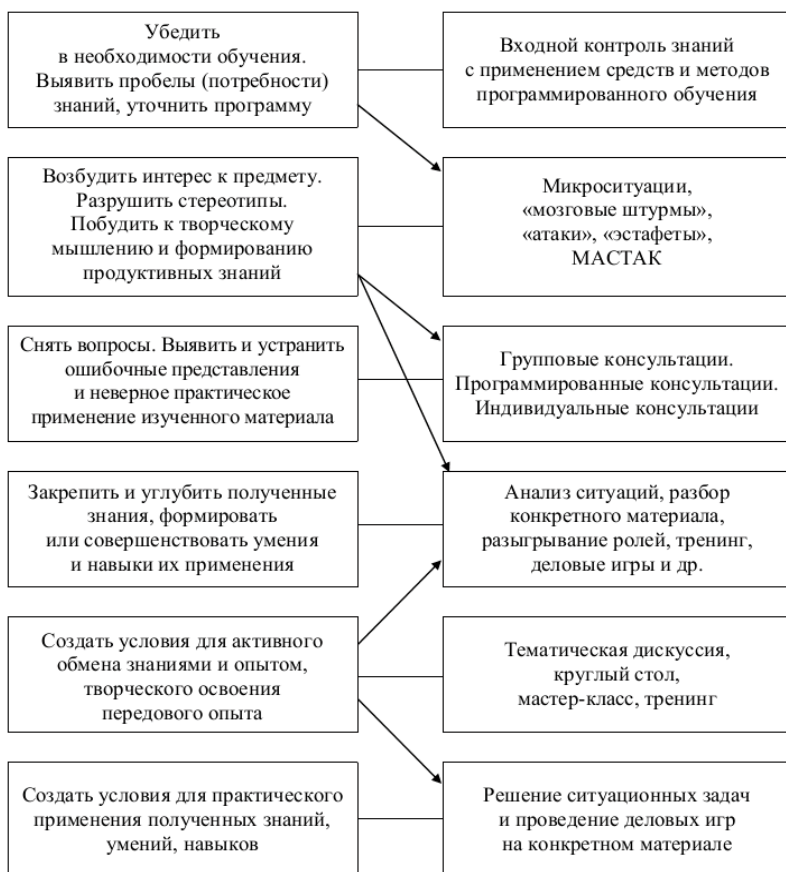 Убедить
в необходимости обучения.
Выявить пробелы (потребности)
знаний, уточнить программу
Входной контроль знаний
с применением средств и методов
программированного обучения
Возбудить интерес к предмету.
Разрушить стереотипы.
Побудить к творческому
мышлению и формированию
продуктивных знаний
Микроситуации,
«мозговые штурмы»,
«атаки», «эстафеты»,
МАСТАК
Снять вопросы. Выявить и устранить
ошибочные представления
и неверное практическое
применение изученного материала
Групповые консультации.
Программированные консультации.
Индивидуальные консультации
Закрепить и углубить полученные
знания, формировать
или совершенствовать умения
и навыки их применения
Анализ ситуаций, разбор
конкретного материала,
разыгрывание ролей, тренинг,
деловые игры и др.
Создать условия для активного
обмена знаниями и опытом,
творческого освоения
передового опыта
Тематическая дискуссия,
круглый стол,
мастер-класс, тренинг
Создать условия для практического
применения полученных знаний,
умений, навыков
Решение ситуационных задач
и проведение деловых игр
на конкретном материале